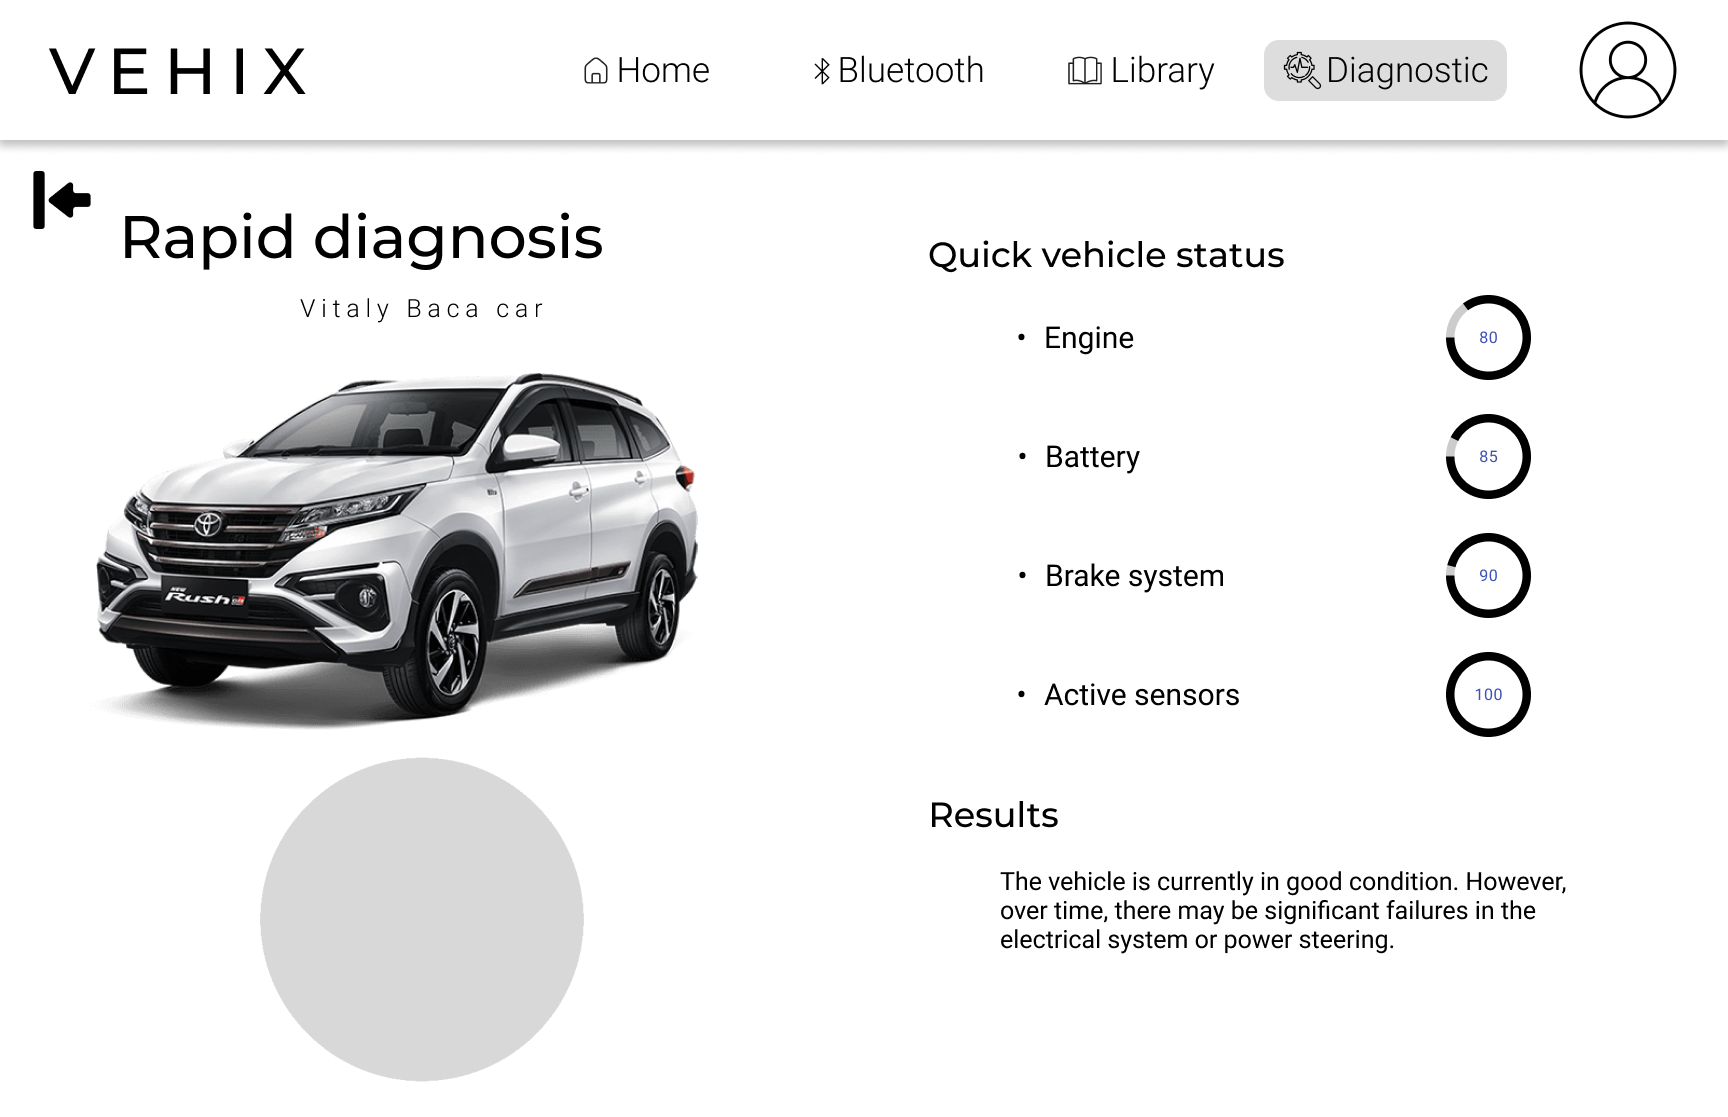 VEHIX
Home
Bluetooth
Library
Diagnostic
Rapid diagnosis
Vitaly Baca car
NEW
Rush
Quick vehicle status
• Engine
80
• Battery
85
• Brake system
90
• Active sensors
100
Results
The vehicle is currently in good condition. However,
over time, there may be significant failures in the
electrical system or power steering.